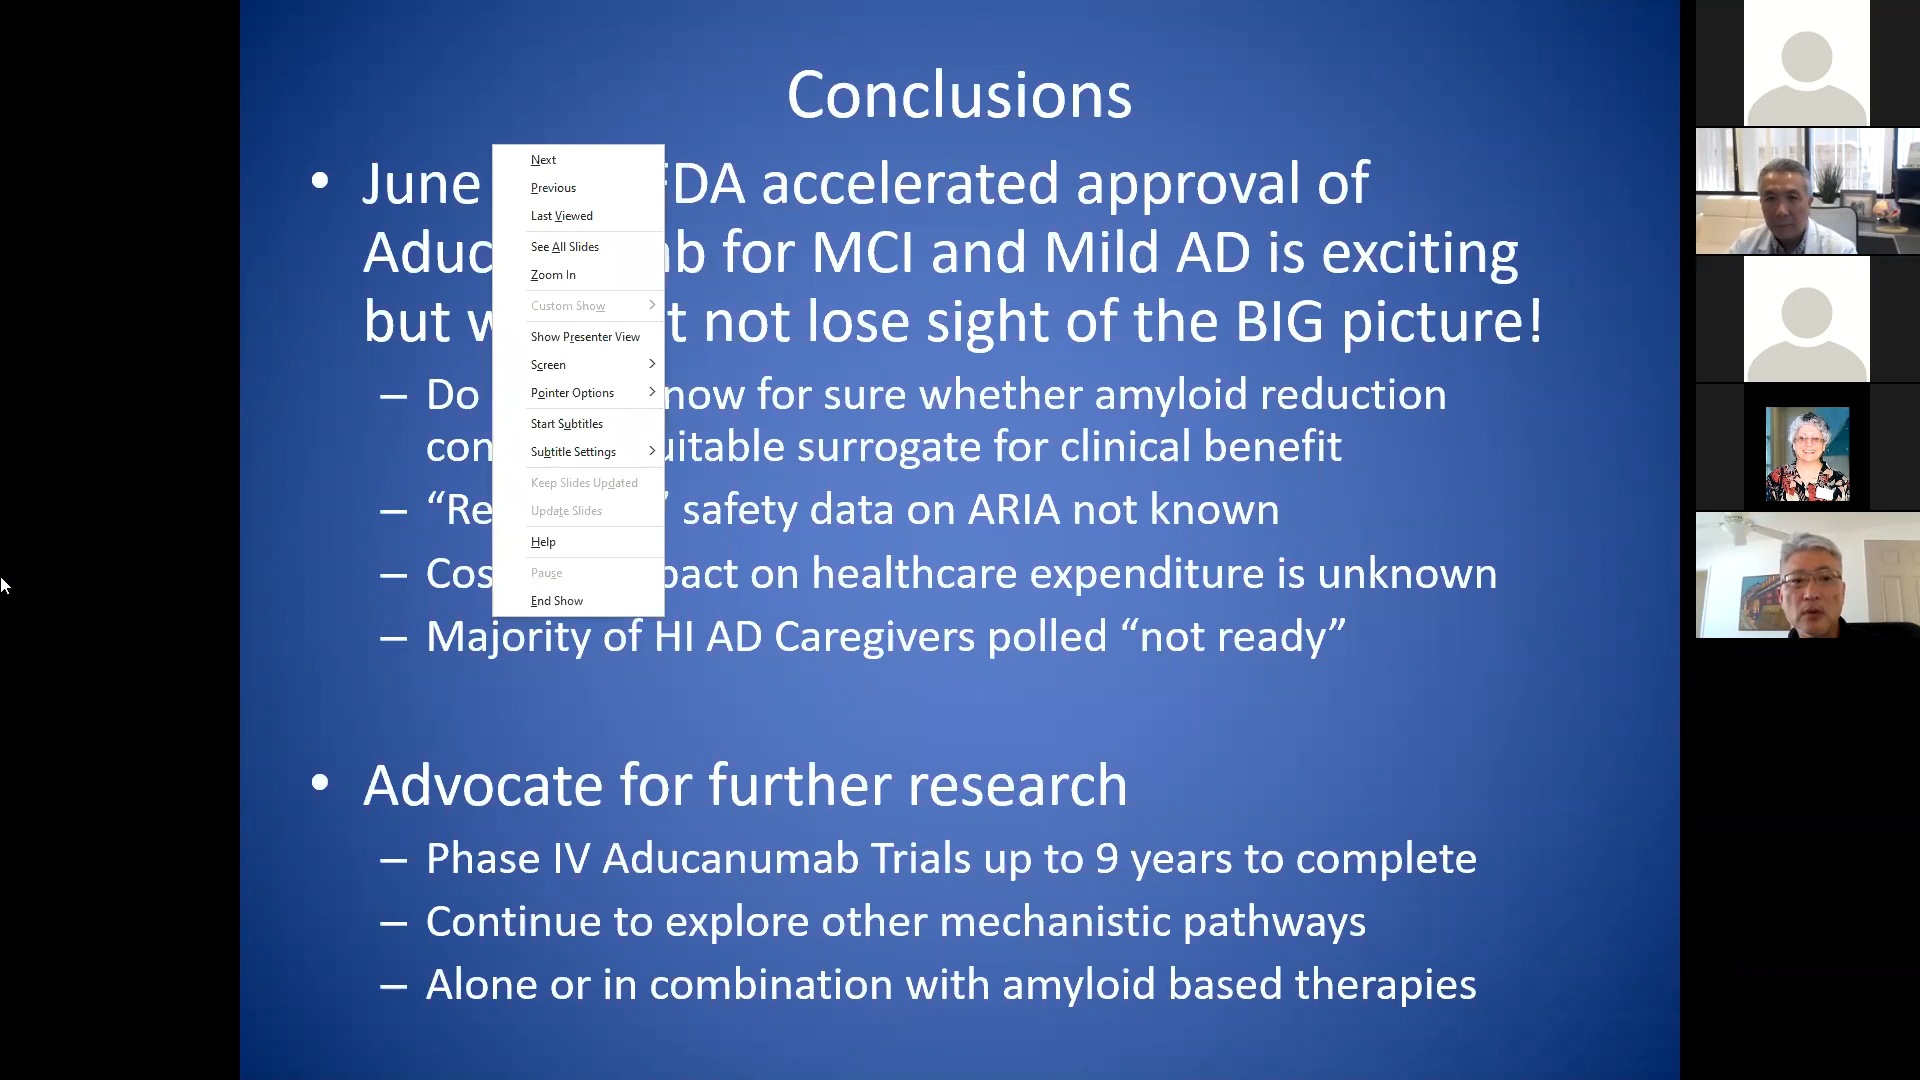 Conclusions
• June FDA accelerated approval of
Aduc mb for MCI and Mild AD is exciting
but w t not lose sight of the BIG picture!
– Do now for sure whether amyloid reduction
con uitable surrogate for clinical benefit
– “Re ” safety data on ARIA not known
– Cos pact on healthcare expenditure is unknown
– Majority of HI AD Caregivers polled “not ready”
• Advocate for further research
– Phase IV Aducanumab Trials up to 9 years to complete
– Continue to explore other mechanistic pathways
– Alone or in combination with amyloid based therapies
Next
Previous
Last Viewed
See All Slides
Zoom In
Custom Show
Show Presenter View
Screen
Pointer Options
Start Subtitles
Subtitle Settings
Keep Slides Updated
Update Slides
Help
Pause
End Show